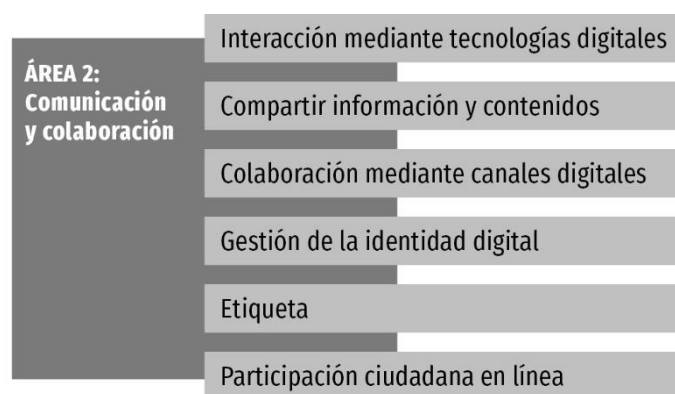 ÁREA 2:
Comunicación
y colaboración
Interacción mediante tecnologías digitales
Compartir información y contenidos
Colaboración mediante canales digitales
Gestión de la identidad digital
Etiqueta
Participación ciudadana en línea